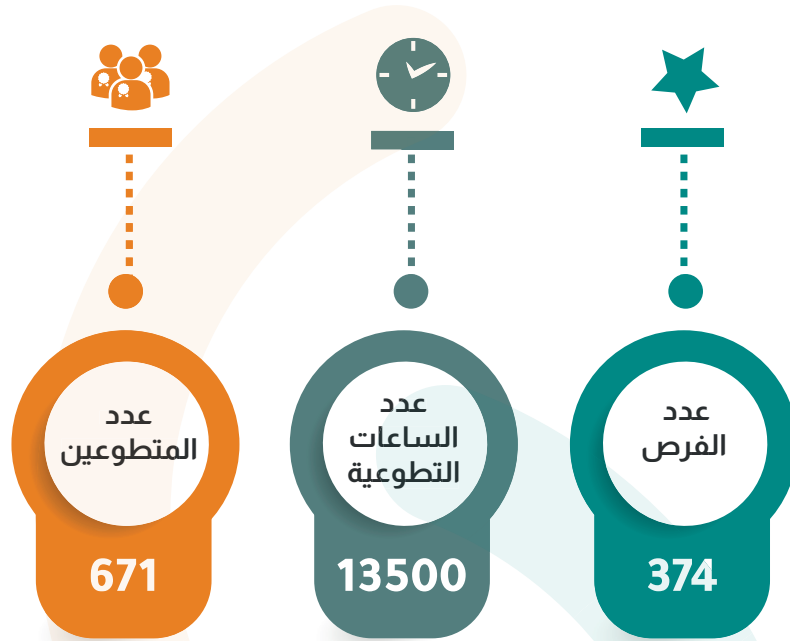 عدد
الفرص
374
عدد
الساعات
التطوعية
13500
عدد
المتطوعين
671